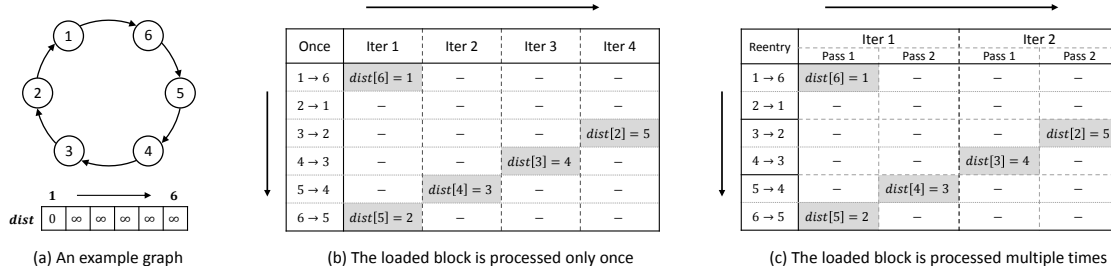 1
6
2
5
3
4
1 6
dist 0 ∞ ∞ ∞ ∞ ∞
(a) An example graph
Once Iter 1 Iter 2 Iter 3 Iter 4
1 → 6 dist[6] = 1 – – –
2 → 1 – – – –
3 → 2 – – – dist[2] = 5
4 → 3 – – dist[3] = 4 –
5 → 4 – dist[4] = 3 – –
6 → 5 dist[5] = 2 – – –
(b) The loaded block is processed only once
Reentry Iter 1 Iter 2
Pass 1 Pass 2 Pass 1 Pass 2
1 → 6 dist[6] = 1 – – –
2 → 1 – – – –
3 → 2 – – – dist[2] = 5
4 → 3 – – dist[3] = 4 –
5 → 4 – dist[4] = 3 – –
6 → 5 dist[5] = 2 – – –
(c) The loaded block is processed multiple times